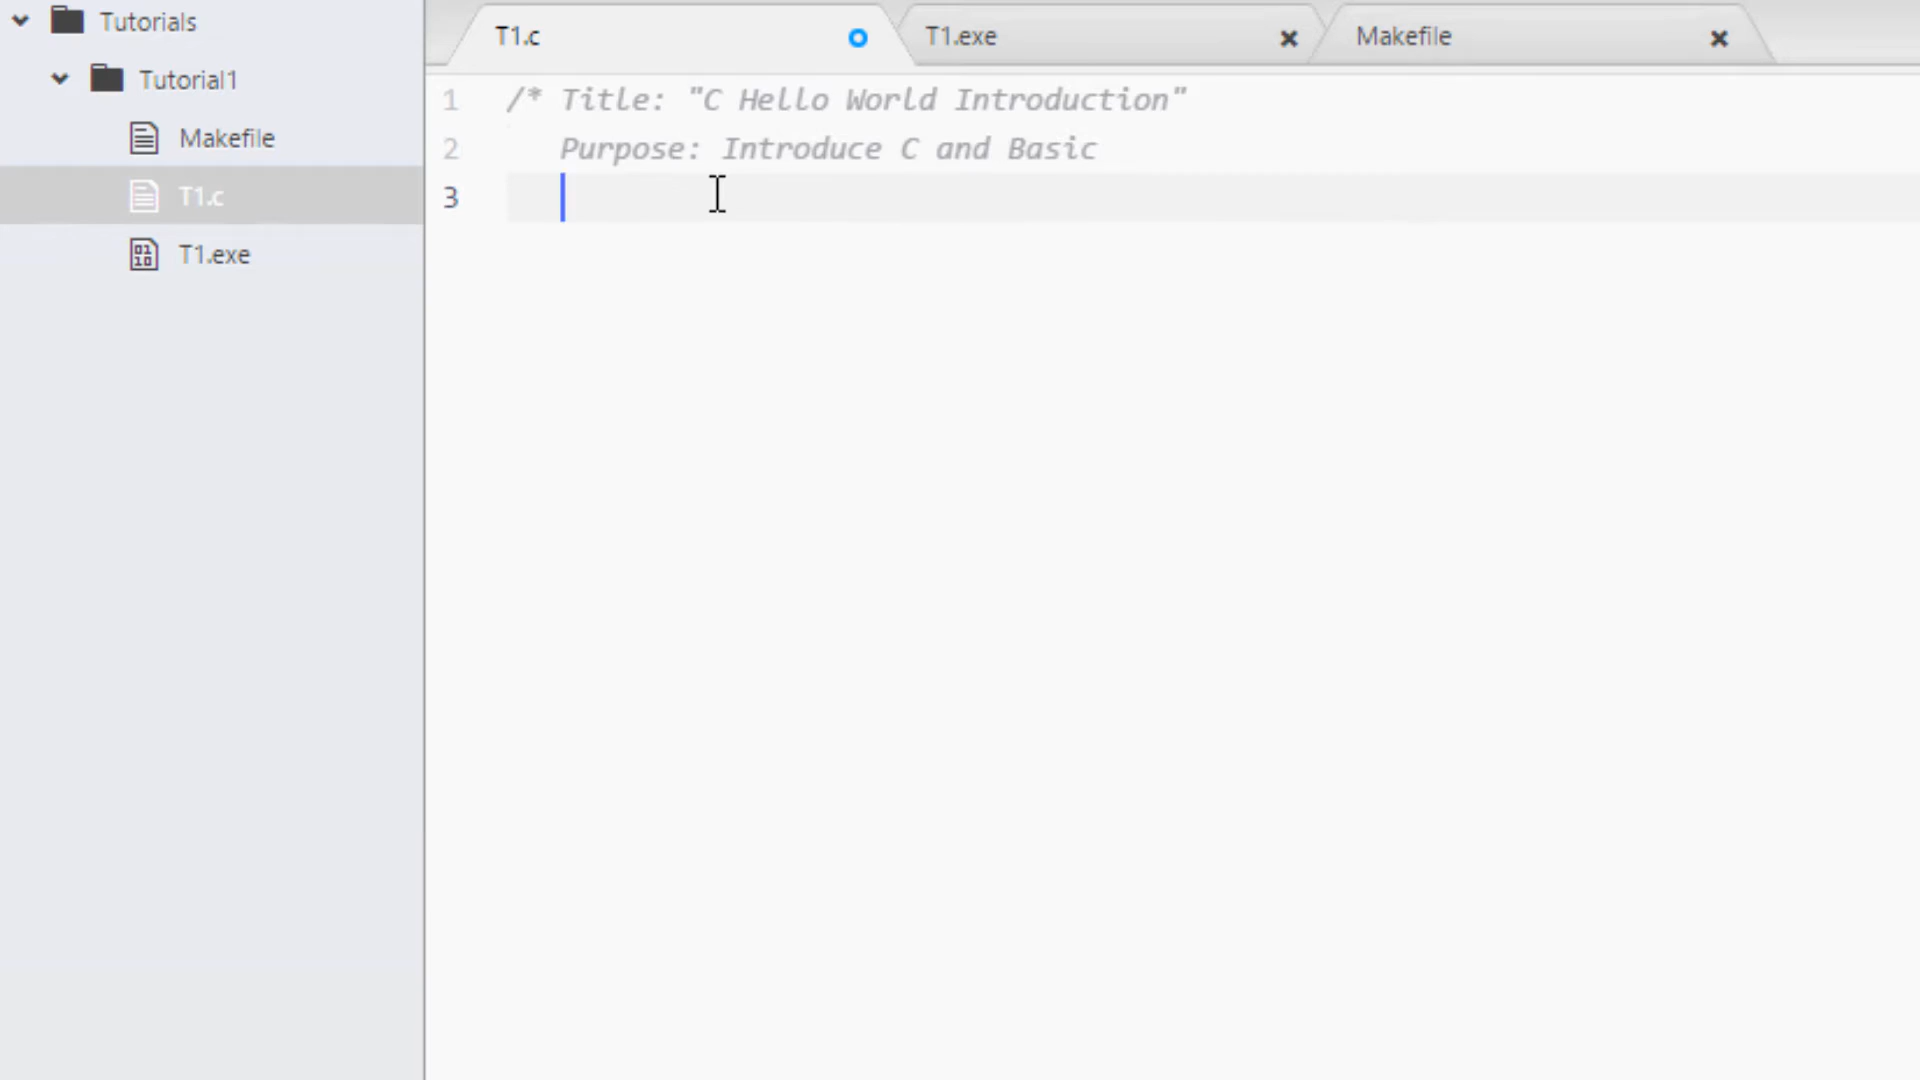 Tutorials
Tutorial1
Makefile
T1.c
T1.exe
T1.c
T1.exe
Makefile
1 /* Title: "C Hello World Introduction"
2 Purpose: Introduce C and Basic
3